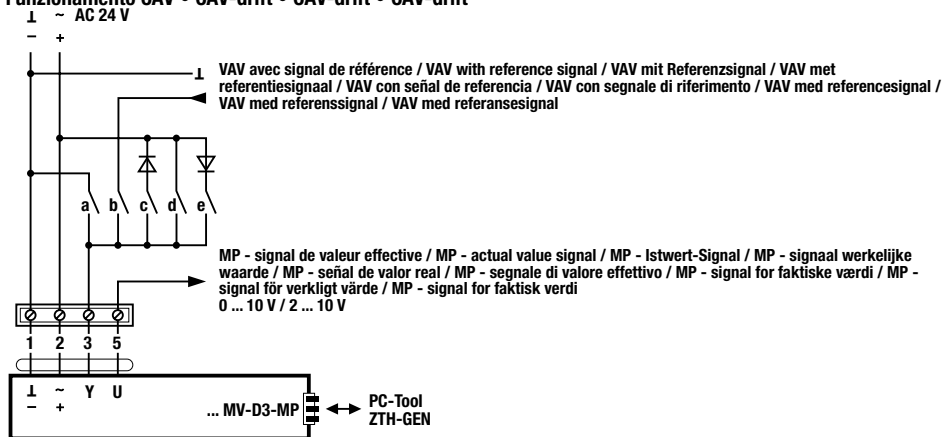 Funzionamento CAV • CAV-drift • CAV-drift • CAV-drift
⊥ ~ AC 24 V
– +
⊥ VAV avec signal de référence / VAV with reference signal / VAV mit Referenzsignal / VAV met
referentiesignaal / VAV con señal de referencia / VAV con segnale di riferimento / VAV med referencesignal /
VAV med referenssignal / VAV med referansesignal
a b c d e
MP - signal de valeur effective / MP - actual value signal / MP - Istwert-Signal / MP - signaal werkelijke
waarde / MP - señal de valor real / MP - segnale di valore effettivo / MP - signal for faktiske værdi / MP -
signal för verkligt värde / MP - signal for faktisk verdi
0 ... 10 V / 2 ... 10 V
1 2 3 5
⊥ ~ Y U
– +
... MV-D3-MP
PC-Tool
ZTH-GEN